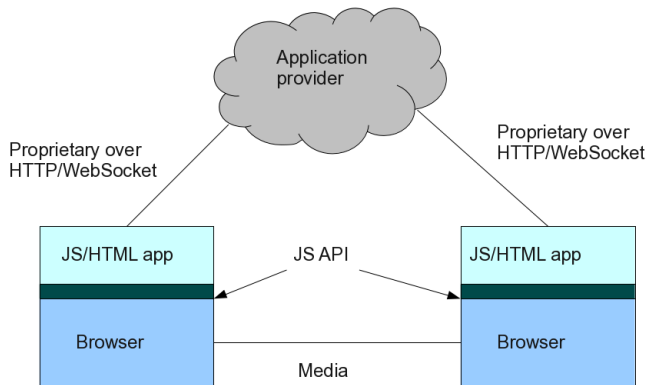 Application
provider
Proprietary over
HTTP/WebSocket
Proprietary over
HTTP/WebSocket
JS/HTML app
JS API
JS/HTML app
Browser
Browser
Media